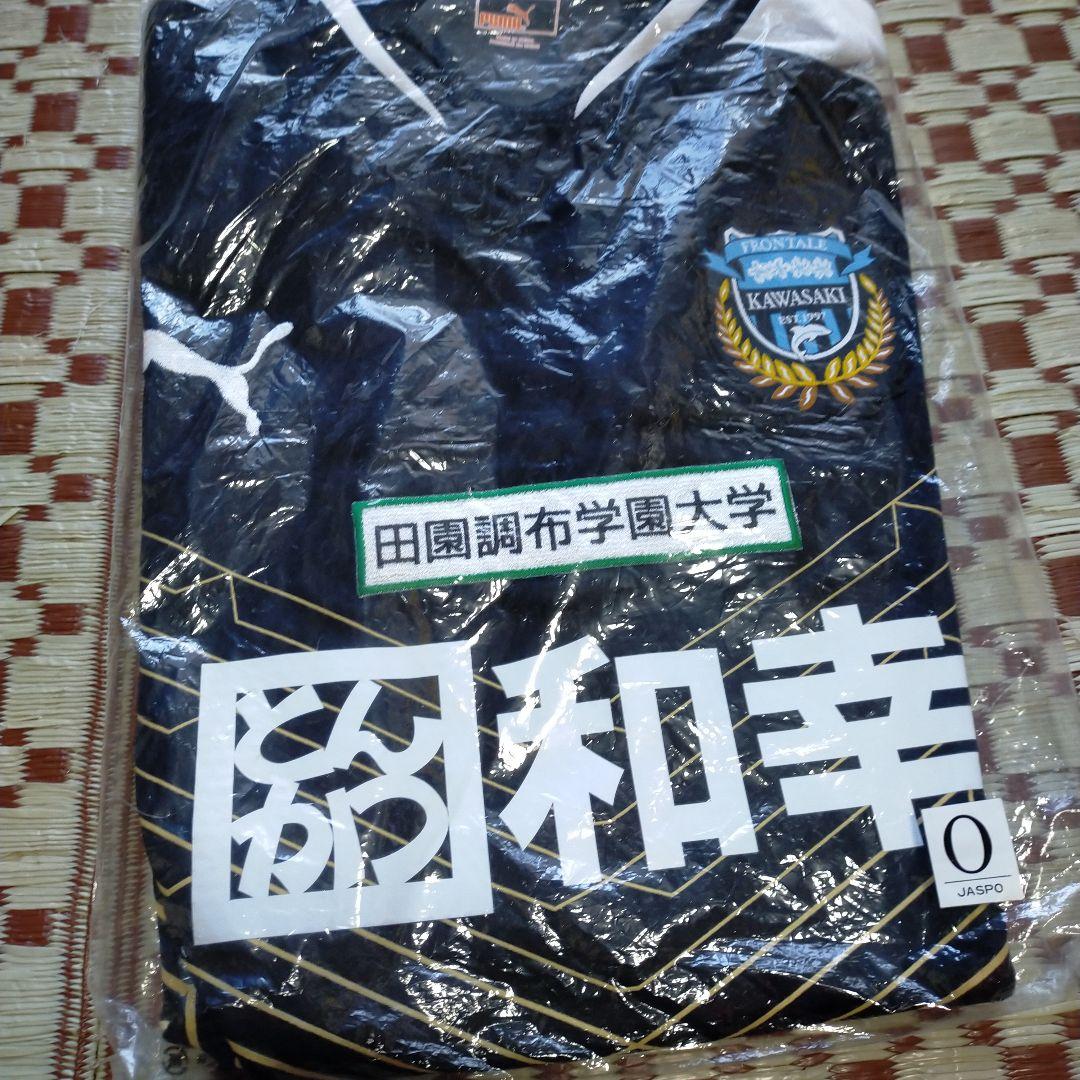 PUMA
FRONTALE
KAWASAKI
EST.1997
田園調布学園大学
とんかつ 和幸
O
JASPO